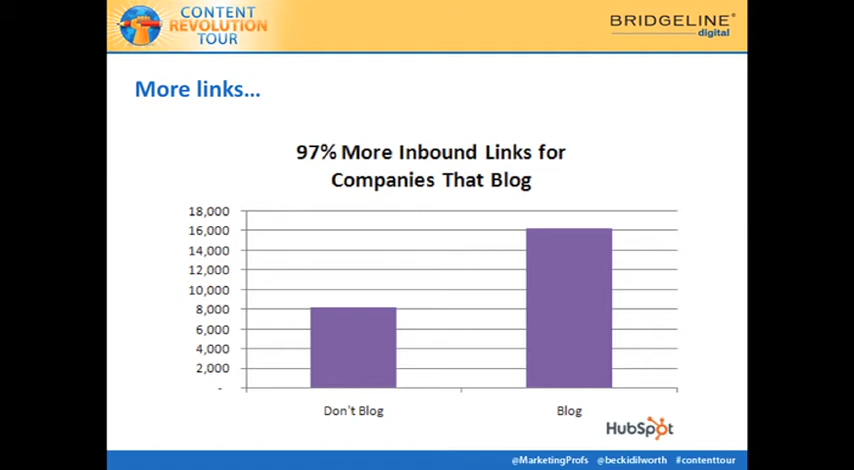 CONTENT
REVOLUTION
TOUR
BRIDGELINE®
digital
More links...
97% More Inbound Links for
Companies That Blog
18,000
16,000
14,000
12,000
10,000
8,000
6,000
4,000
2,000
-
Don't Blog
Blog
HubSpot
@MarketingProfs @beckidilworth #contenttour